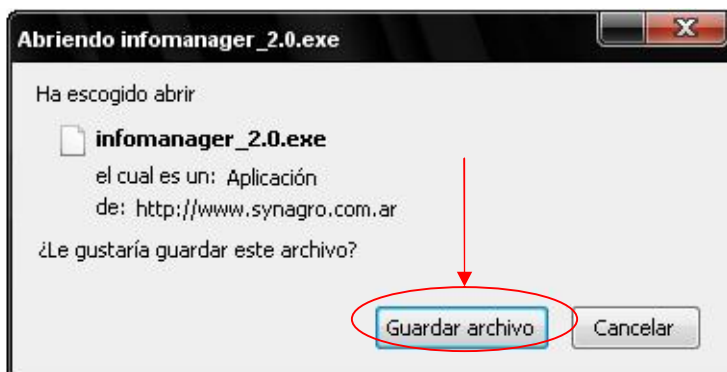 Abriendo infomanager_2.0.exe
Ha escogido abrir
infomanager_2.0.exe
el cual es un: Aplicación
de: http://www.synagro.com.ar
¿Le gustaría guardar este archivo?
Guardar archivo Cancelar